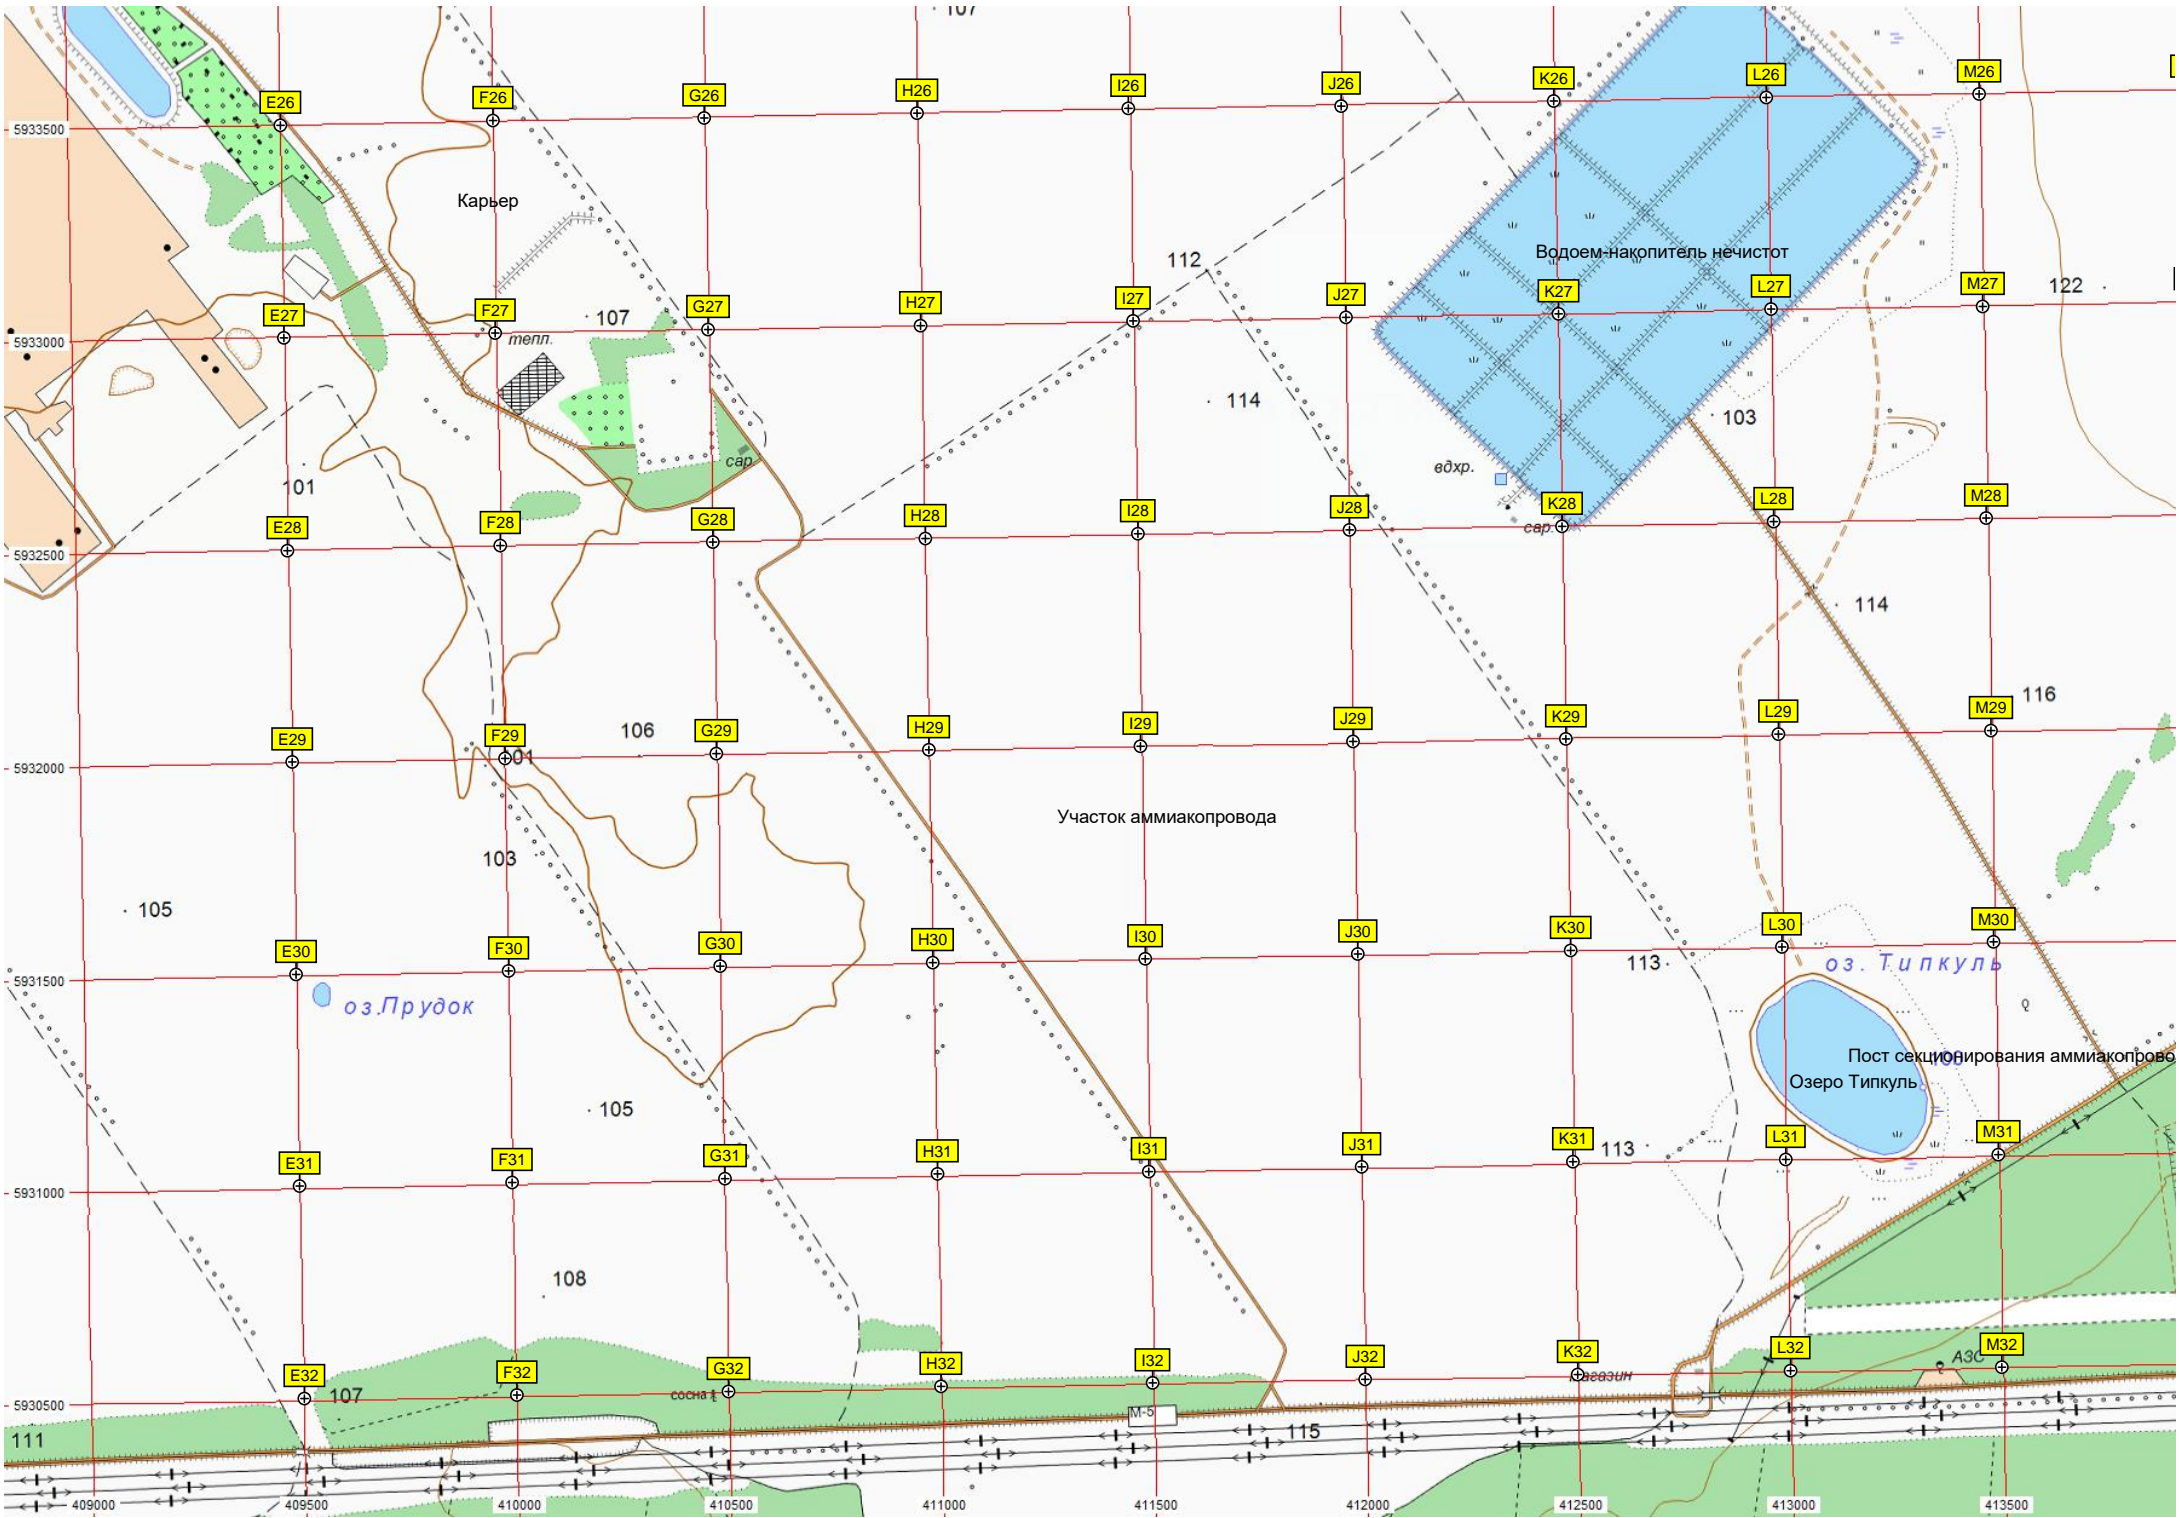 107
E26 F26 G26 H26 I26 J26 K26 L26 M26
5933500
Карьер
112
Водоем-накопитель нечистот
E27 F27 G27 H27 I27 J27 K27 L27 M27
122
107
5933000
тепл.
114
103
сар.
вдхр.
101
E28 F28 G28 H28 I28 J28 K28 L28 M28
сар.
5932500
114
116
E29 F29 G29 H29 I29 J29 K29 L29 M29
106
01
5932000
Участок аммиакопровода
103
105
E30 F30 G30 H30 I30 J30 K30 L30 M30
113
оз. Типкуль
5931500
оз.Прудок
Пост секционирования аммиакопрово
Озеро Типкуль
105
E31 F31 G31 H31 I31 J31 K31 L31 M31
113
5931000
108
E32 F32 G32 H32 I32 J32 K32 L32 M32
АЗС
магазин
107
сосна
5930500
М-5
111
115
409000 409500 410000 410500 411000 411500 412000 412500 413000 413500